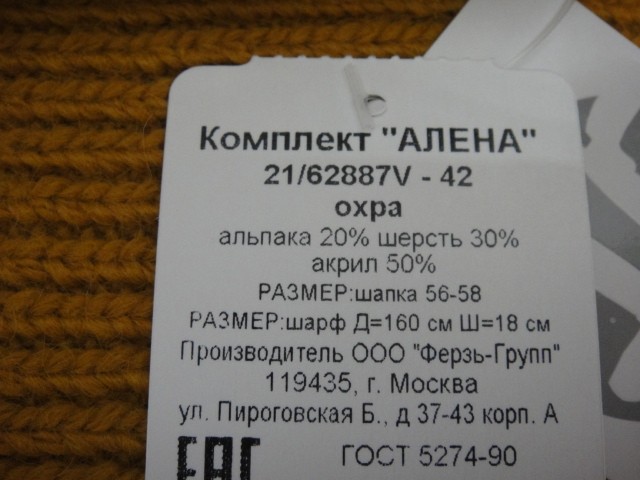 Комплект "АЛЕНА"
21/62887V - 42
охра
альпака 20% шерсть 30%
акрил 50%
РАЗМЕР:шапка 56-58
РАЗМЕР:шарф Д=160 см Ш=18 см
Производитель ООО "Ферзь-Групп"
119435, г. Москва
ул. Пироговская Б., д 37-43 корп. А
ЕАС ГОСТ 5274-90